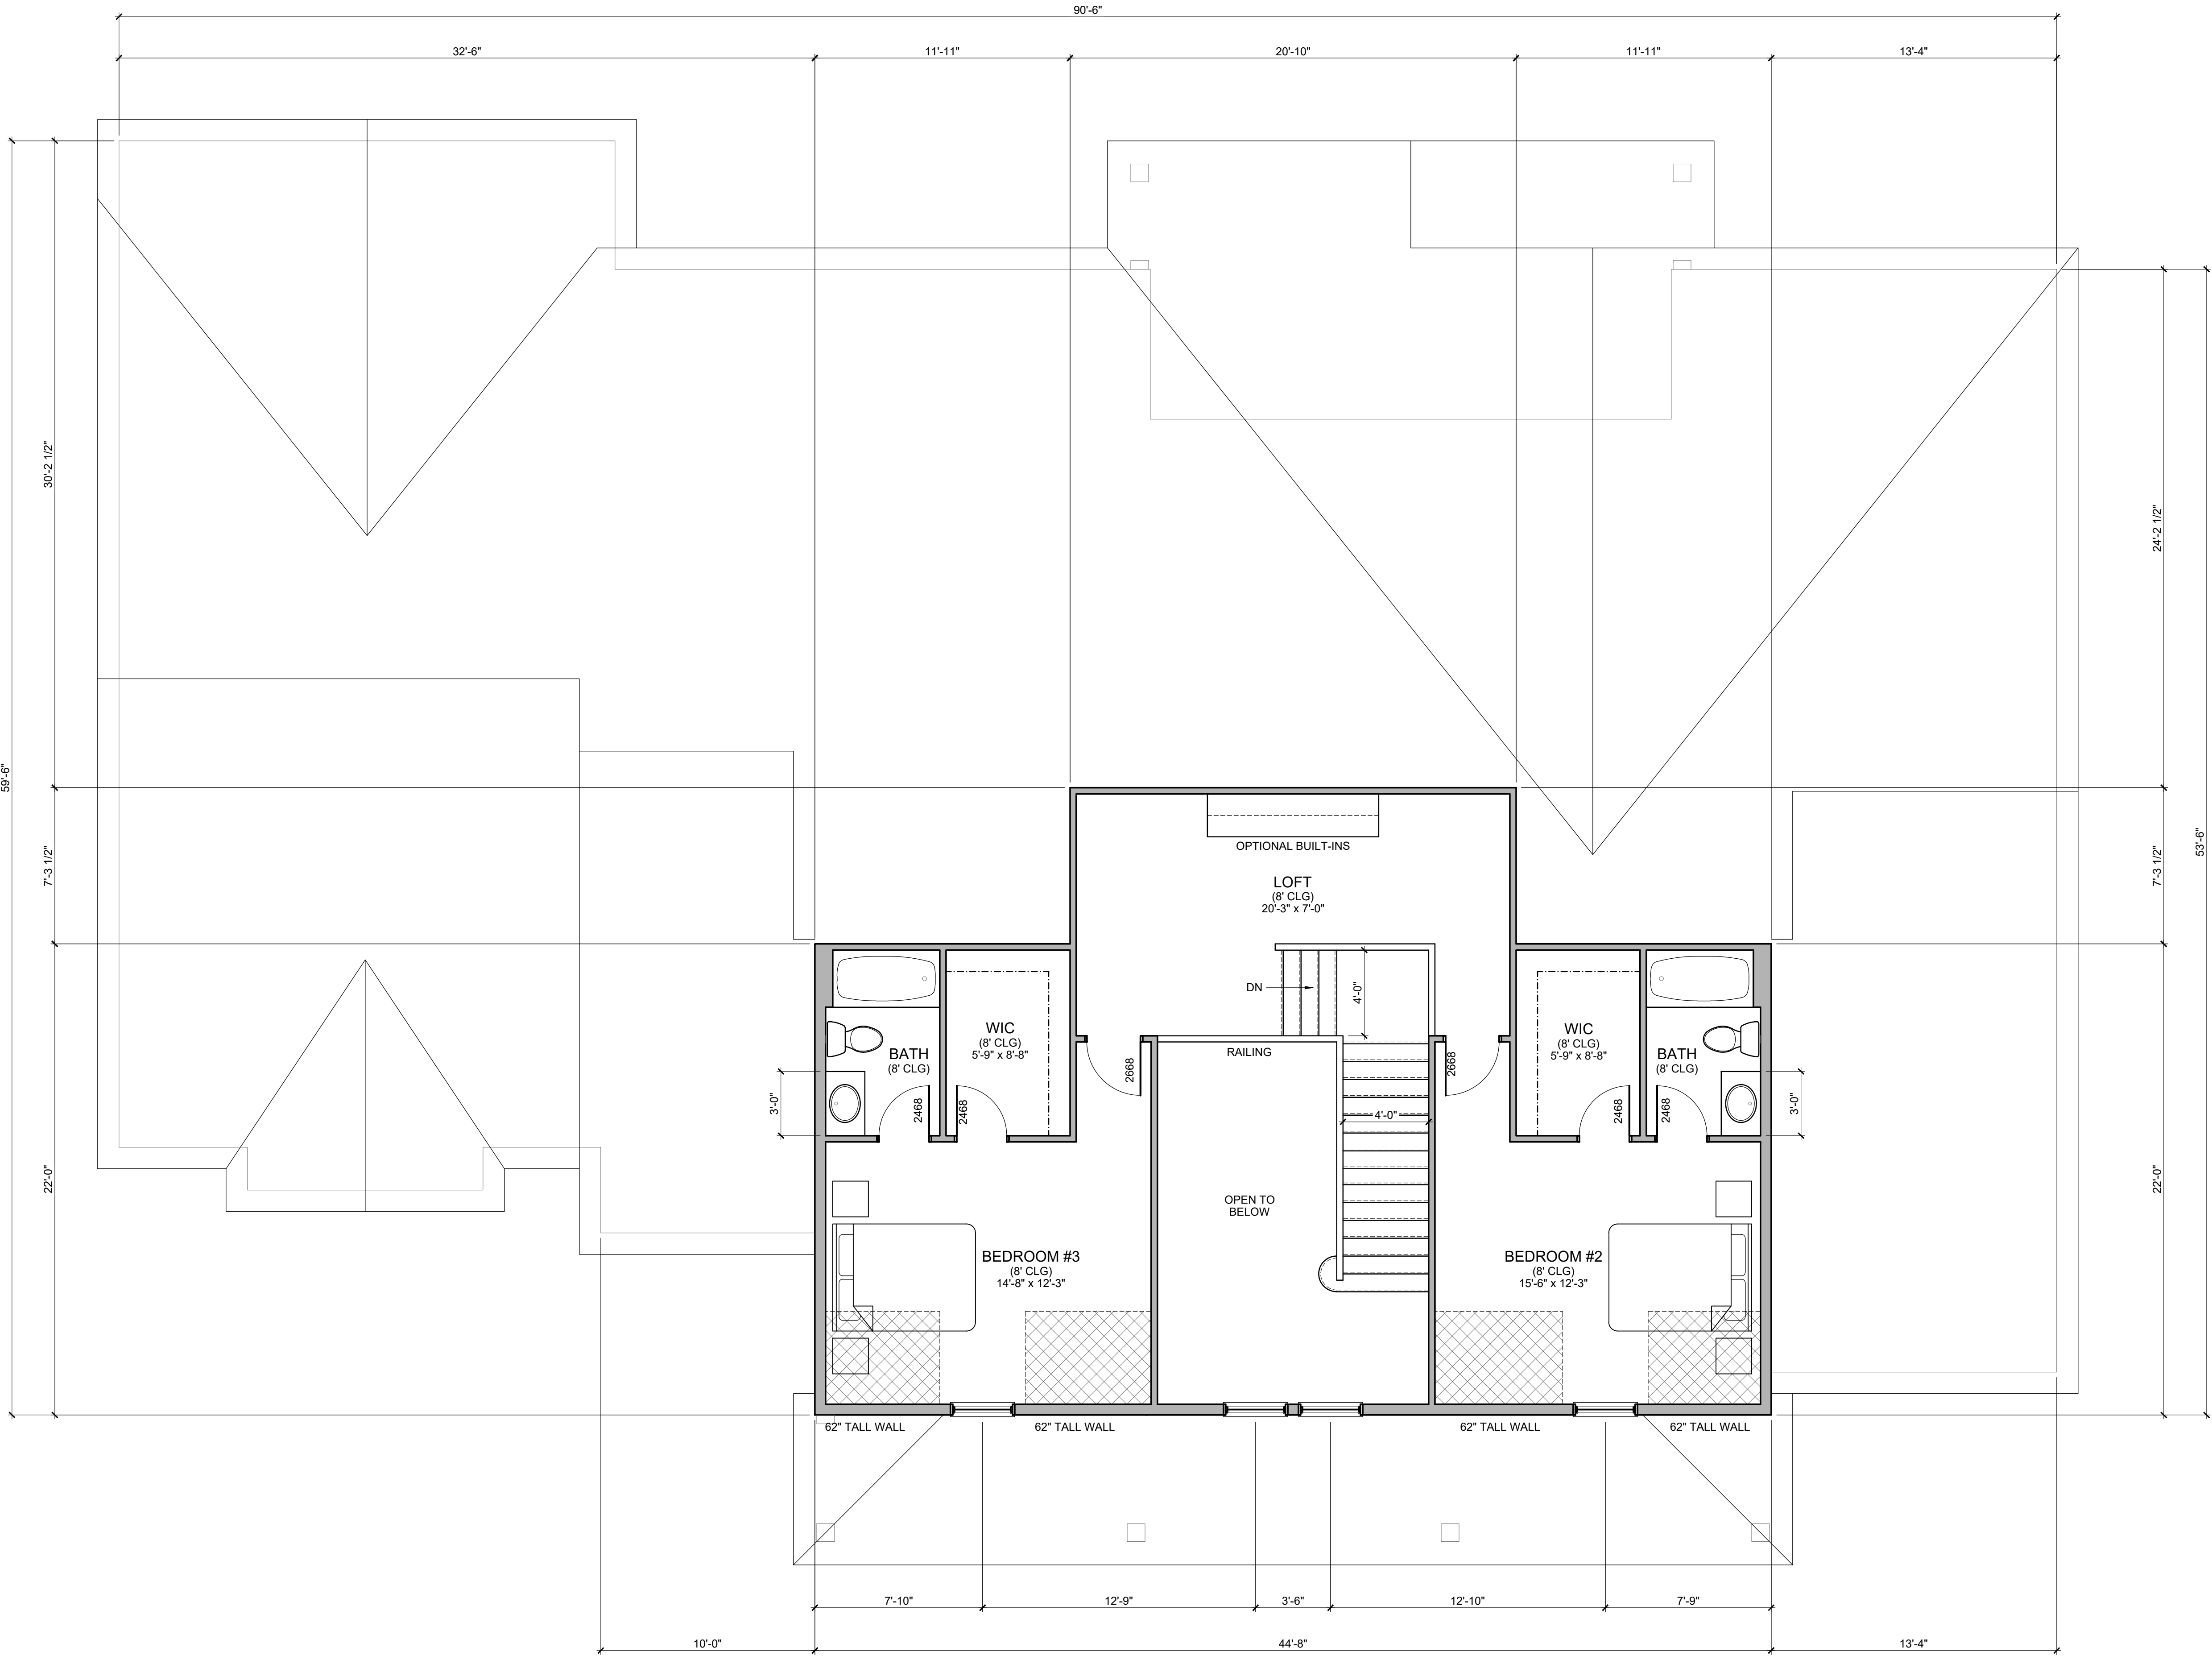 90'-6"
32'-6"
11'-11"
20'-10"
11'-11"
13'-4"
59'-6"
30'-2 1/2"
7'-3 1/2"
22'-0"
24'-2 1/2"
7'-3 1/2"
22'-0"
53'-6"
OPTIONAL BUILT-INS
LOFT
(8' CLG)
20'-3" x 7'-0"
DN
4'-0"
RAILING
4'-0"
OPEN TO
BELOW
BATH
(8' CLG)
WIC
(8' CLG)
5'-9" x 8'-8"
2668
2468
2468
3'-0"
BEDROOM #3
(8' CLG)
14'-8" x 12'-3"
2668
WIC
(8' CLG)
5'-9" x 8'-8"
BATH
(8' CLG)
2468
2468
3'-0"
BEDROOM #2
(8' CLG)
15'-6" x 12'-3"
62" TALL WALL
62" TALL WALL
62" TALL WALL
62" TALL WALL
7'-10"
12'-9"
3'-6"
12'-10"
7'-9"
10'-0"
44'-8"
13'-4"